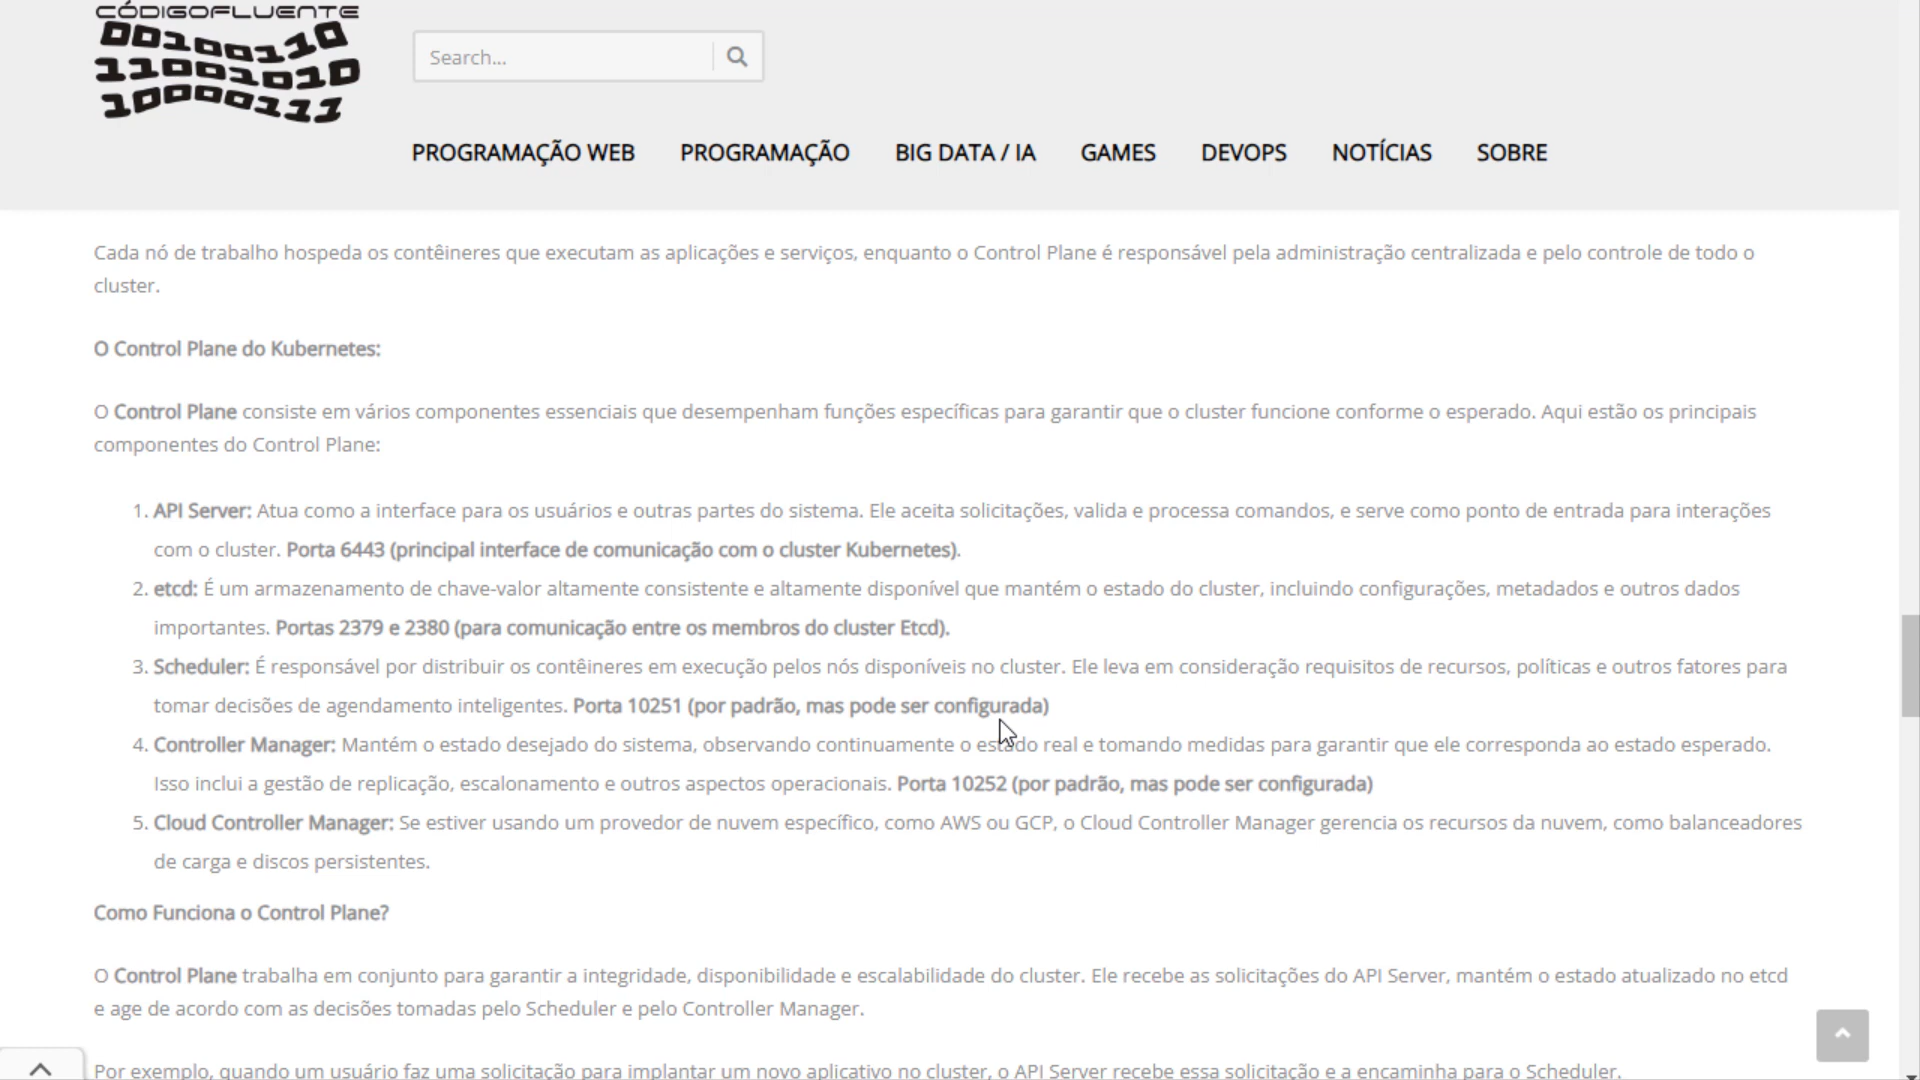 CÓDIGOFLUENTE
00100110
11001010
10000111
Search...
PROGRAMAÇÃO WEB PROGRAMAÇÃO BIG DATA / IA GAMES DEVOPS NOTÍCIAS SOBRE
Cada nó de trabalho hospeda os contêineres que executam as aplicações e serviços, enquanto o Control Plane é responsável pela administração centralizada e pelo controle de todo o
cluster.
O Control Plane do Kubernetes:
O Control Plane consiste em vários componentes essenciais que desempenham funções específicas para garantir que o cluster funcione conforme o esperado. Aqui estão os principais
componentes do Control Plane:
1. API Server: Atua como a interface para os usuários e outras partes do sistema. Ele aceita solicitações, valida e processa comandos, e serve como ponto de entrada para interações
com o cluster. Porta 6443 (principal interface de comunicação com o cluster Kubernetes).
2. etcd: É um armazenamento de chave-valor altamente consistente e altamente disponível que mantém o estado do cluster, incluindo configurações, metadados e outros dados
importantes. Portas 2379 e 2380 (para comunicação entre os membros do cluster Etcd).
3. Scheduler: É responsável por distribuir os contêineres em execução pelos nós disponíveis no cluster. Ele leva em consideração requisitos de recursos, políticas e outros fatores para
tomar decisões de agendamento inteligentes. Porta 10251 (por padrão, mas pode ser configurada)
4. Controller Manager: Mantém o estado desejado do sistema, observando continuamente o estado real e tomando medidas para garantir que ele corresponda ao estado esperado.
Isso inclui a gestão de replicação, escalonamento e outros aspectos operacionais. Porta 10252 (por padrão, mas pode ser configurada)
5. Cloud Controller Manager: Se estiver usando um provedor de nuvem específico, como AWS ou GCP, o Cloud Controller Manager gerencia os recursos da nuvem, como balanceadores
de carga e discos persistentes.
Como Funciona o Control Plane?
O Control Plane trabalha em conjunto para garantir a integridade, disponibilidade e escalabilidade do cluster. Ele recebe as solicitações do API Server, mantém o estado atualizado no etcd
e age de acordo com as decisões tomadas pelo Scheduler e pelo Controller Manager.
Por exemplo, quando um usuário faz uma solicitação para implantar um novo aplicativo no cluster, o API Server recebe essa solicitação e a encaminha para o Scheduler.